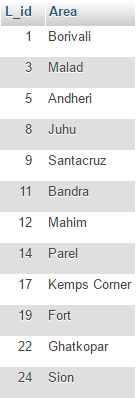 L_id Area
1 Borivali
3 Malad
5 Andheri
8 Juhu
9 Santacruz
11 Bandra
12 Mahim
14 Parel
17 Kemps Corner
19 Fort
22 Ghatkopar
24 Sion